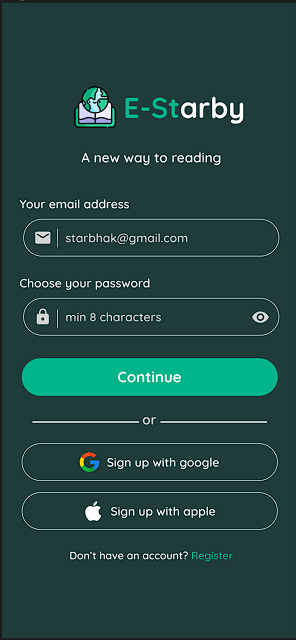 E-Starby
A new way to reading
Your email address
starbhak@gmail.com
Choose your password
min 8 characters
Continue
or
Sign up with google
Sign up with apple
Don't have an account? Register